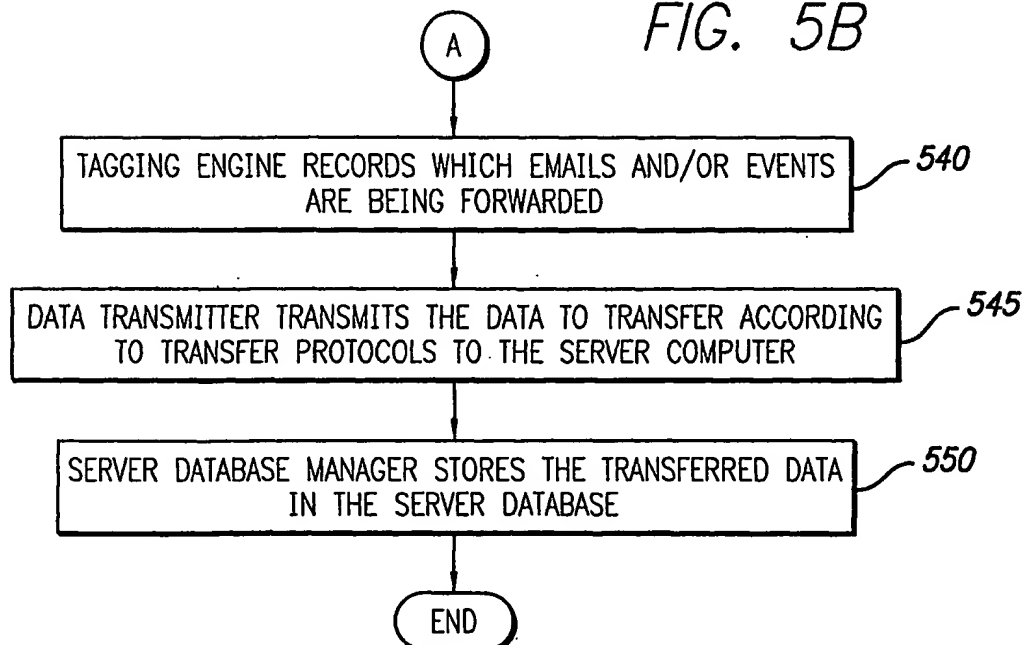 FIG. 5B
A
TAGGING ENGINE RECORDS WHICH EMAILS AND/OR EVENTS
ARE BEING FORWARDED
540
DATA TRANSMITTER TRANSMITS THE DATA TO TRANSFER ACCORDING
TO TRANSFER PROTOCOLS TO THE SERVER COMPUTER
545
SERVER DATABASE MANAGER STORES THE TRANSFERRED DATA
IN THE SERVER DATABASE
550
END